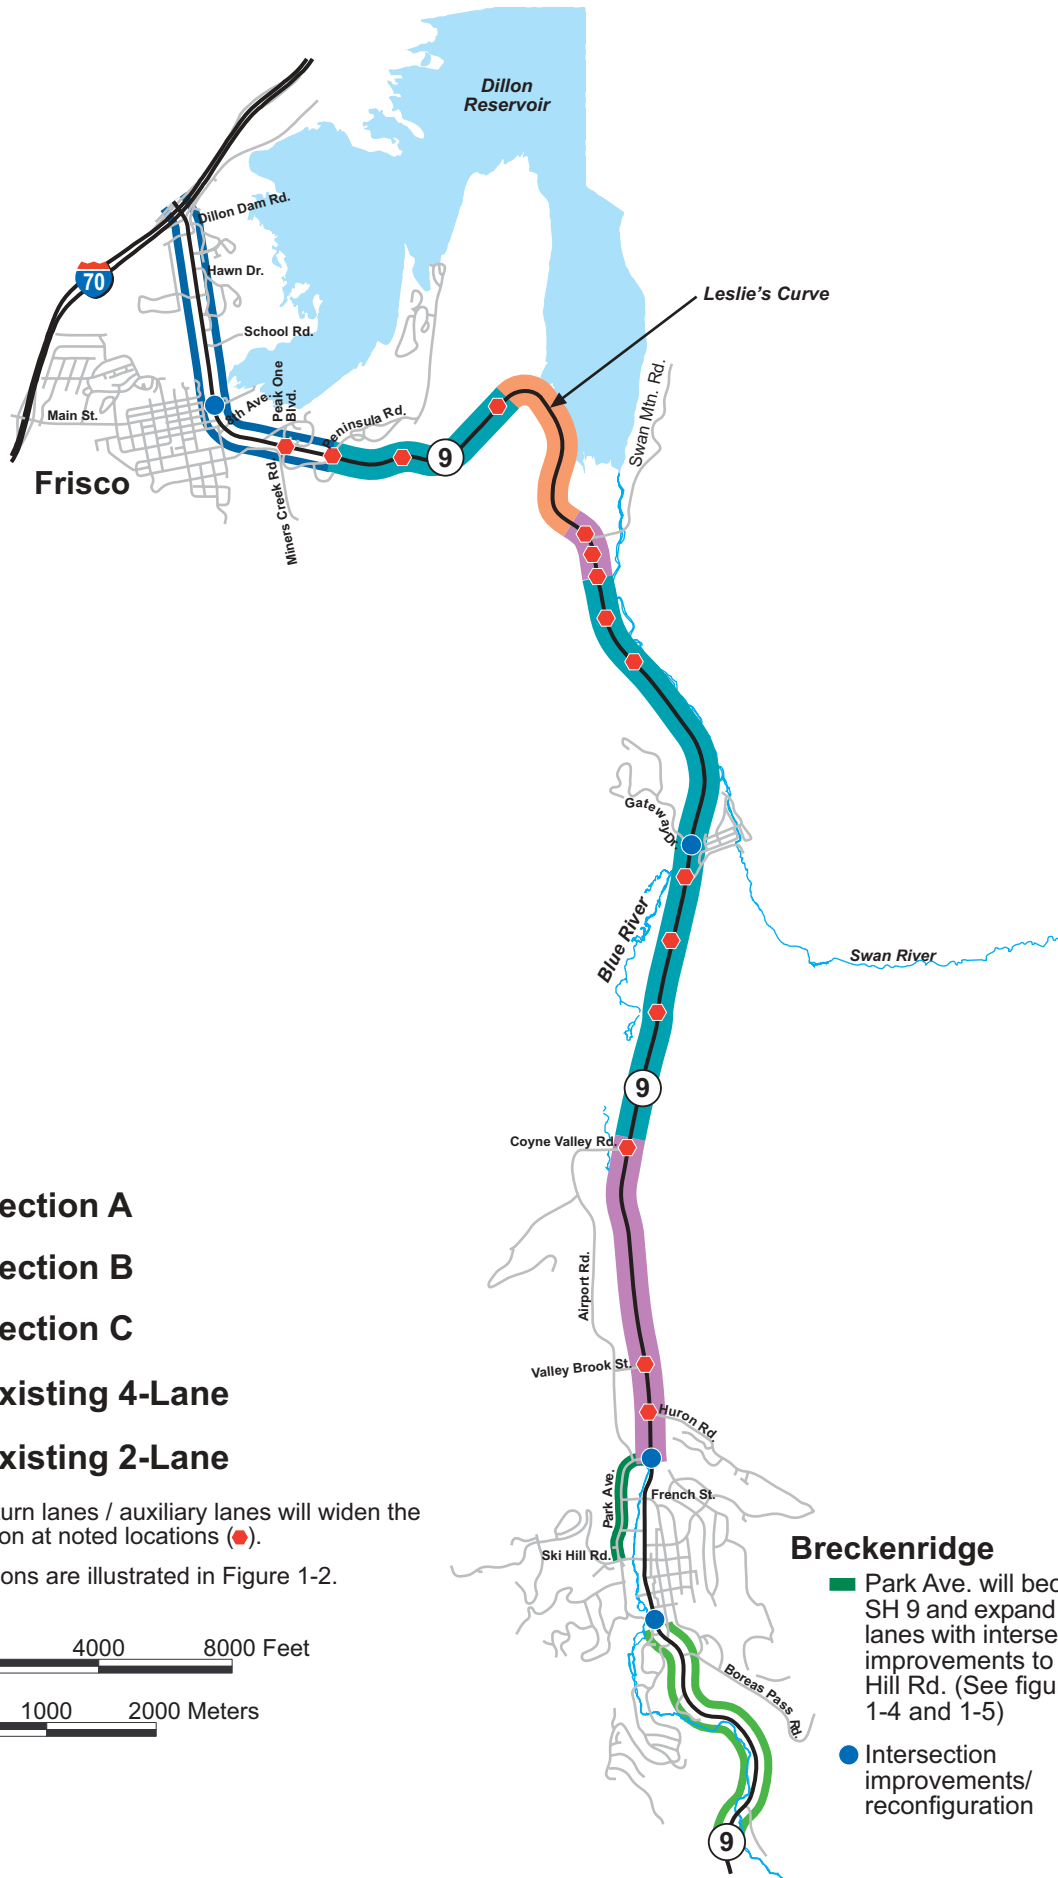 Dillon
Reservoir
Dillon Dam Rd.
70
Hawn Dr.
Leslie's Curve
School Rd.
Peak One
Blvd.
Swan Mtn. Rd.
8th Ave.
Main St.
Peninsula Rd.
9
Frisco
Miners Creek Rd.
Gateway Dr.
Blue River
Swan River
9
Coyne Valley Rd.
ection A
Airport Rd.
ection B
ection C
Valley Brook St.
xisting 4-Lane
Huron Rd.
xisting 2-Lane
Park Ave.
French St.
turn lanes / auxiliary lanes will widen the
on at noted locations ( ).
Ski Hill Rd.
ons are illustrated in Figure 1-2.
Breckenridge
Park Ave. will bec
SH 9 and expand
lanes with interse
improvements to
Hill Rd. (See figu
1-4 and 1-5)
4000 8000 Feet
Boreas Pass Rd.
1000 2000 Meters
Intersection
improvements/
reconfiguration
9